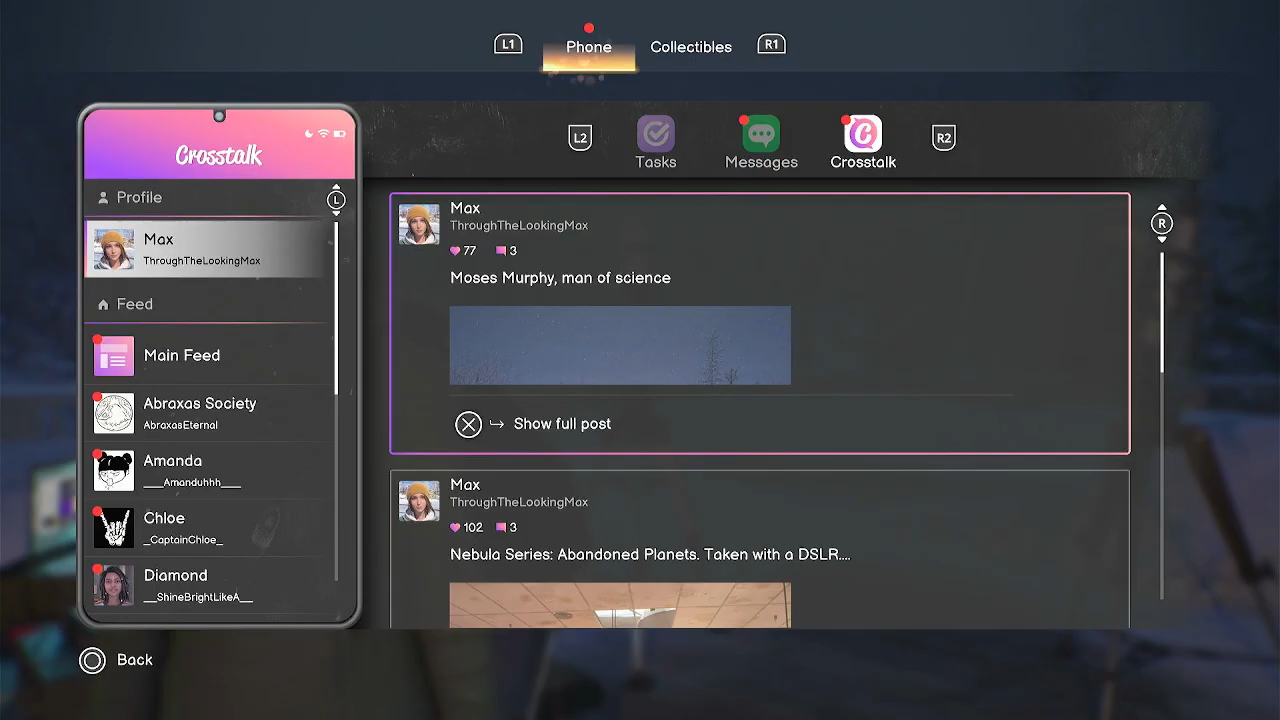 L1
Phone
Collectibles
R1
Crosstalk
L2
Tasks
Messages
Crosstalk
R2
Profile
L
Max
ThroughTheLookingMax
Feed
Main Feed
Abraxas Society
AbraxasEternal
Amanda
___Amanduhhh___
Chloe
_CaptainChloe_
Diamond
__ShineBrightLikeA__
Max
ThroughTheLookingMax
77 3
Moses Murphy, man of science
Show full post
R
Max
ThroughTheLookingMax
102 3
Nebula Series: Abandoned Planets. Taken with a DSLR....
Back